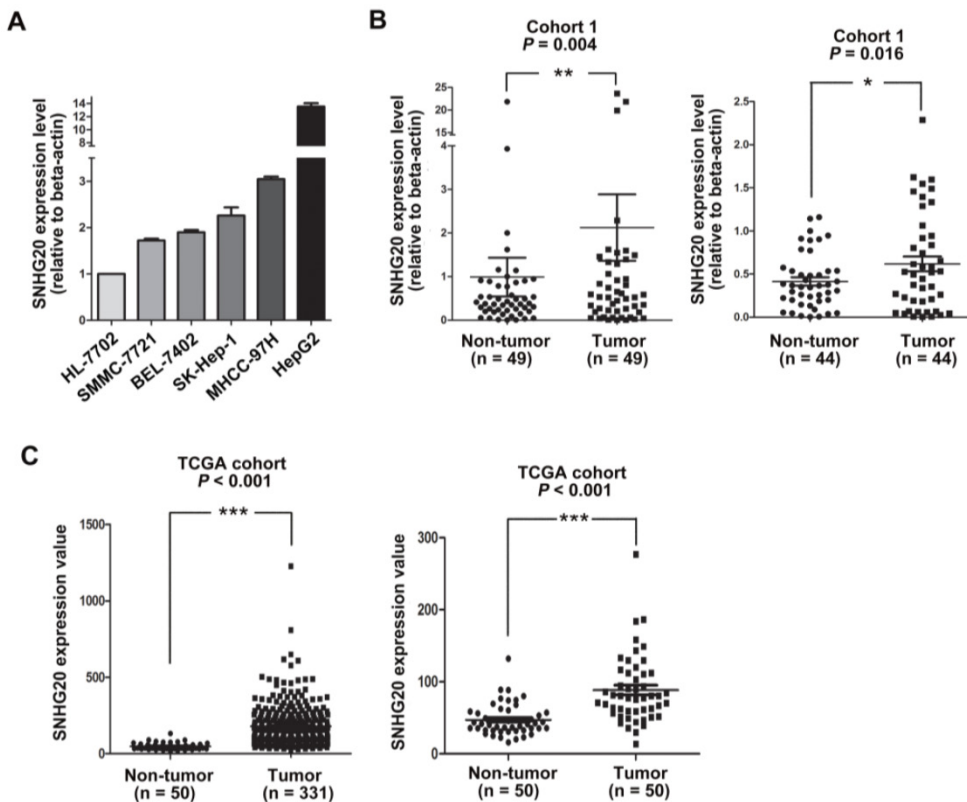 A
SNHG20 expression level
(relative to beta-actin)
14
12
10
8
3
2
1
0
HL-7702
SMMC-7721
BEL-7402
SK-Hep-1
MHCC-97H
HepG2
B
Cohort 1
P = 0.004
**
SNHG20 expression level
(relative to beta-actin)
25
20
15
10
5
4
2
0
Non-tumor
(n = 49)
Tumor
(n = 49)
Cohort 1
P = 0.016
*
SNHG20 expression level
(relative to beta-actin)
2.5
2.0
1.5
1.0
0.5
0.0
Non-tumor
(n = 44)
Tumor
(n = 44)
C
TCGA cohort
P < 0.001
***
SNHG20 expression value
1500
1000
500
0
Non-tumor
(n = 50)
Tumor
(n = 331)
TCGA cohort
P < 0.001
***
SNHG20 expression value
300
200
100
0
Non-tumor
(n = 50)
Tumor
(n = 50)